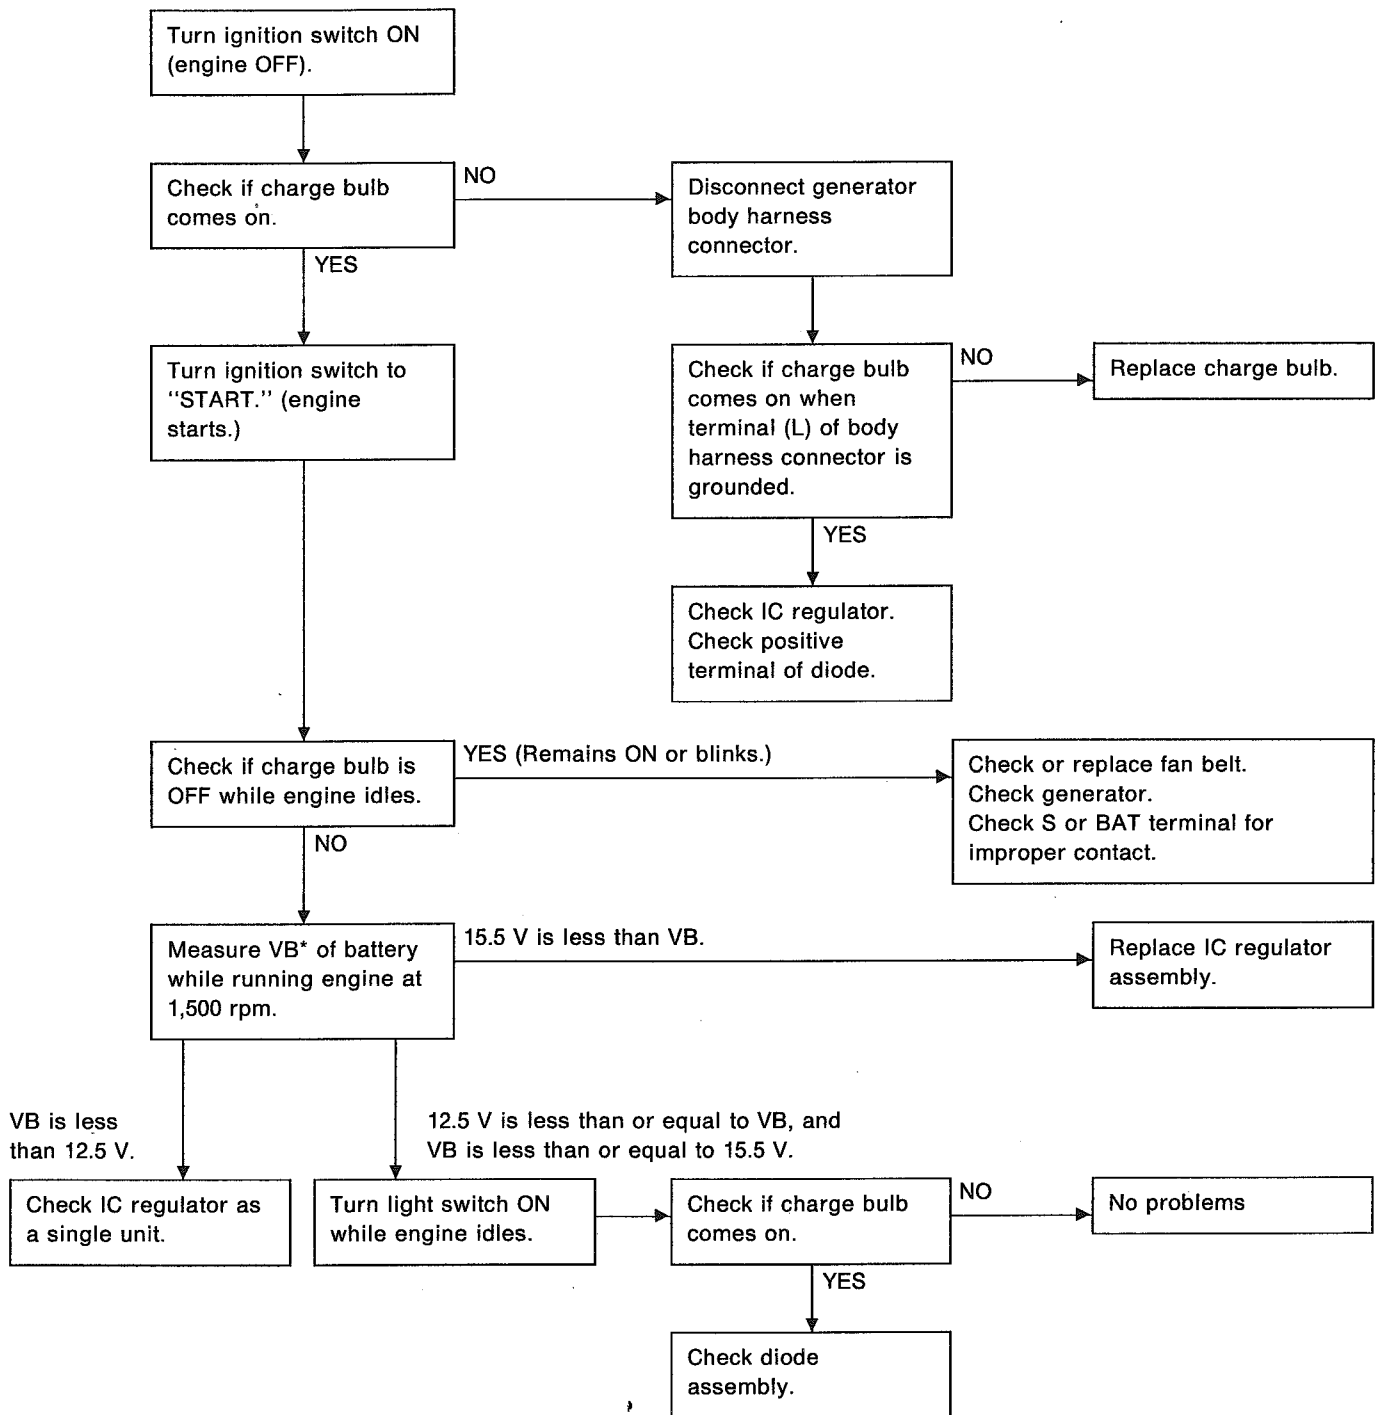 Turn ignition switch ON
(engine OFF).
Check if charge bulb
comes on.
NO
Disconnect generator
body harness
connector.
YES
Turn ignition switch to
"START." (engine
starts.)
Check if charge bulb
comes on when
terminal (L) of body
harness connector is
grounded.
NO
Replace charge bulb.
YES
Check IC regulator.
Check positive
terminal of diode.
Check if charge bulb is
OFF while engine idles.
YES (Remains ON or blinks.)
Check or replace fan belt.
Check generator.
Check S or BAT terminal for
improper contact.
NO
Measure VB* of battery
while running engine at
1,500 rpm.
15.5 V is less than VB.
Replace IC regulator
assembly.
VB is less
than 12.5 V.
12.5 V is less than or equal to VB, and
VB is less than or equal to 15.5 V.
Check IC regulator as
a single unit.
Turn light switch ON
while engine idles.
Check if charge bulb
comes on.
NO
No problems
YES
Check diode
assembly.